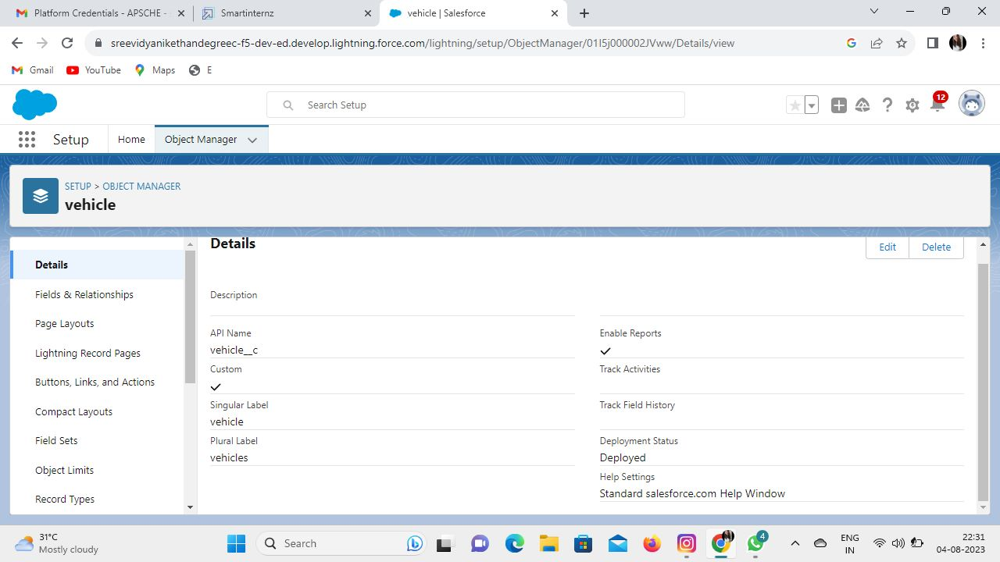 Platform Credentials - APSCHE -
Smartinternz
vehicle | Salesforce
sreevidyanikethandegreec-f5-dev-ed.develop.lightning.force.com/lightning/setup/ObjectManager/01I5j000002JVww/Details/view
Gmail
YouTube
Maps
E
Search Setup
12
Setup
Home
Object Manager
SETUP > OBJECT MANAGER
vehicle
Details
Fields & Relationships
Page Layouts
Lightning Record Pages
Buttons, Links, and Actions
Compact Layouts
Field Sets
Object Limits
Record Types
Details
Edit
Delete
Description
API Name
vehicle__c
Custom
Singular Label
vehicle
Plural Label
vehicles
Enable Reports
Track Activities
Track Field History
Deployment Status
Deployed
Help Settings
Standard salesforce.com Help Window
31°C
Mostly cloudy
Search
4
ENG
IN
22:31
04-08-2023